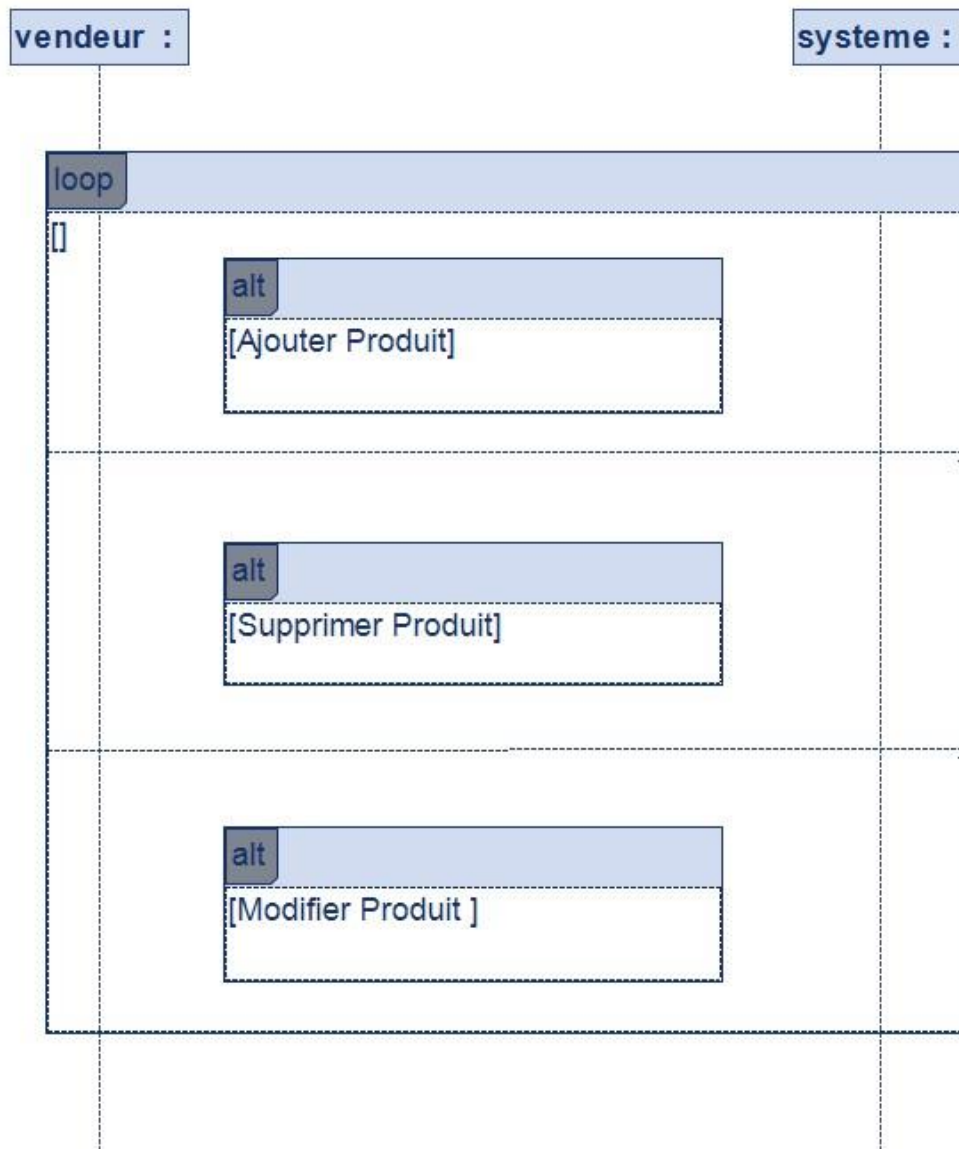 vendeur :
systeme :
loop
[]
alt
[Ajouter Produit]
alt
[Supprimer Produit]
alt
[Modifier Produit ]